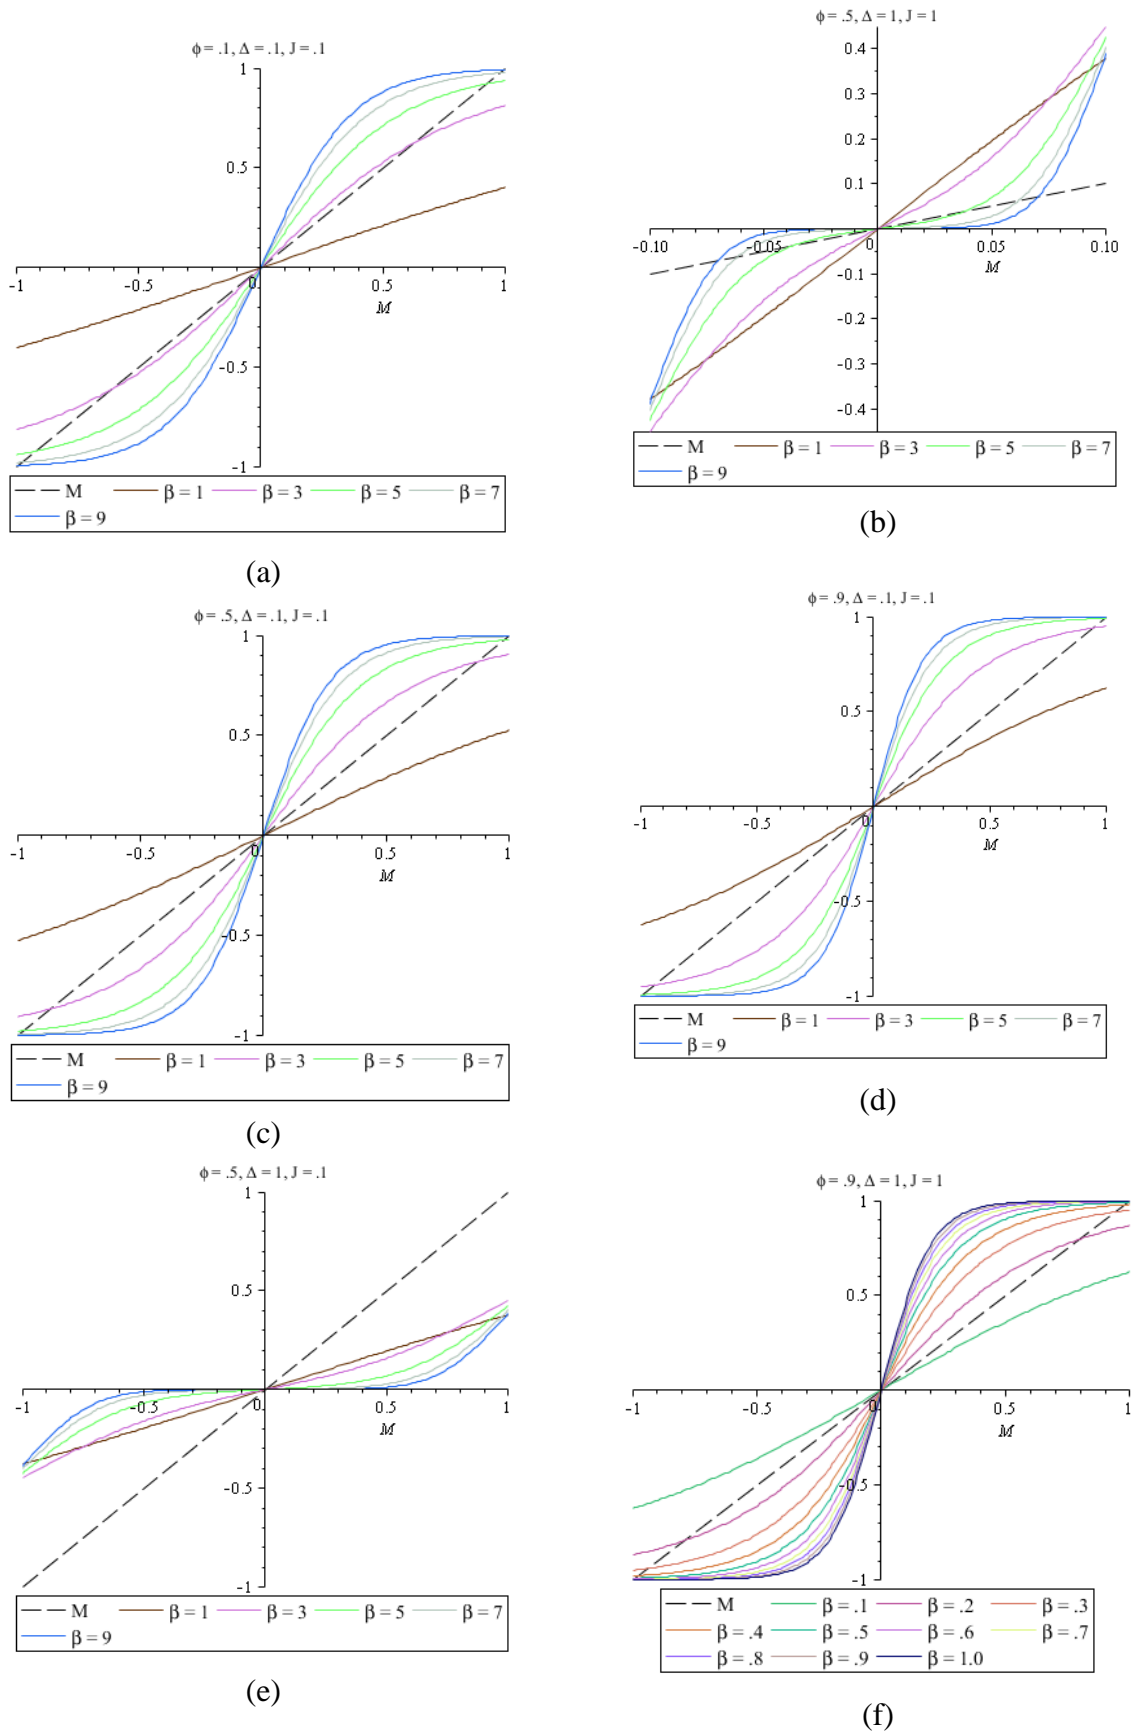 ϕ = .1, Δ = .1, J = .1
1
0.5
-1
-0.5
0
0.5
1
M
-0.5
-1
M β = 1 β = 3 β = 5 β = 7
β = 9
(a)
ϕ = .5, Δ = 1, J = 1
0.4
0.3
0.2
0.1
-0.10
-0.05
0
0.05
0.10
M
-0.1
-0.2
-0.3
-0.4
M β = 1 β = 3 β = 5 β = 7
β = 9
(b)
ϕ = .5, Δ = .1, J = .1
1
0.5
-1
-0.5
0
0.5
1
M
-0.5
-1
M β = 1 β = 3 β = 5 β = 7
β = 9
(c)
ϕ = .9, Δ = .1, J = .1
1
0.5
-1
-0.5
0
0.5
1
M
-0.5
-1
M β = 1 β = 3 β = 5 β = 7
β = 9
(d)
ϕ = .5, Δ = 1, J = .1
1
0.5
-1
-0.5
0
0.5
1
M
-0.5
-1
M β = 1 β = 3 β = 5 β = 7
β = 9
(e)
ϕ = .9, Δ = 1, J = 1
1
0.5
-1
-0.5
0
0.5
1
M
-0.5
-1
M β = .1 β = .2 β = .3
β = .4 β = .5 β = .6 β = .7
β = .8 β = .9 β = 1.0
(f)